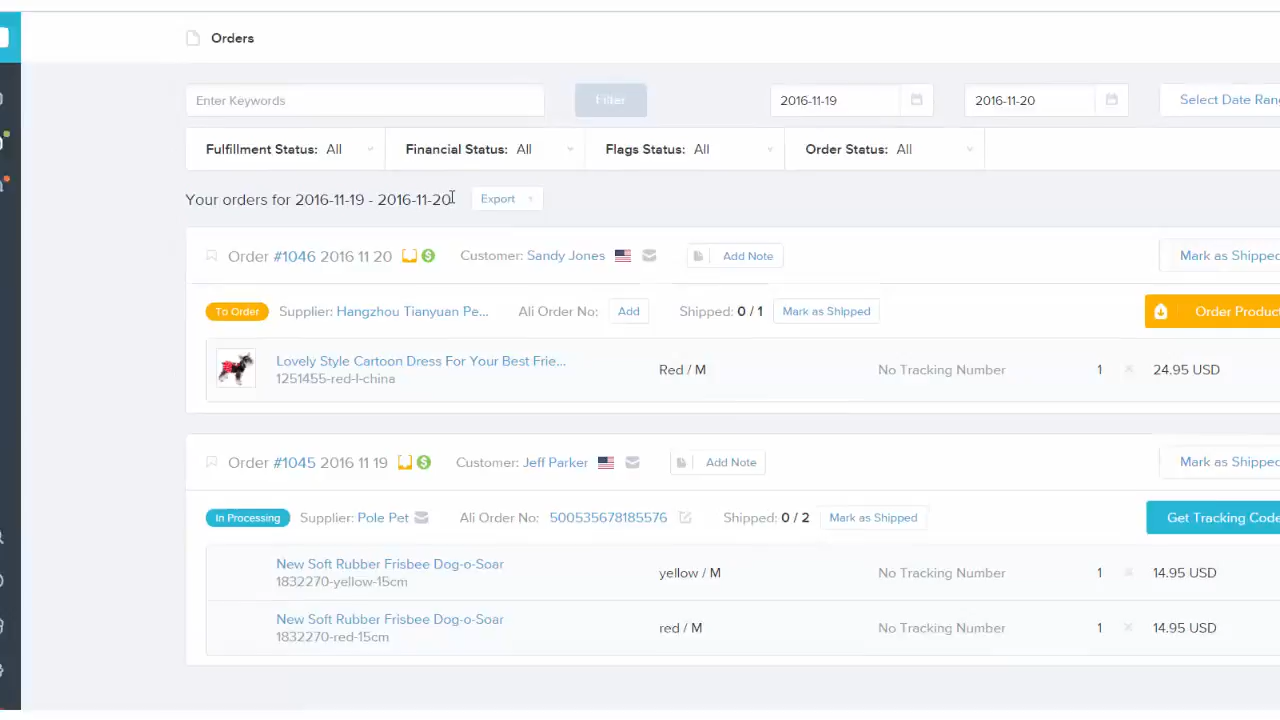 Orders
Enter Keywords Filter 2016-11-19 2016-11-20
Fulfillment Status: All Financial Status: All Flags Status: All Order Status: All
Your orders for 2016-11-19 - 2016-11-20 Export
Order #1046 2016 11 20 Customer: Sandy Jones Add Note Mark as Shipped
To Order Supplier: Hangzhou Tianyuan Pe... Ali Order No: Add Shipped: 0 / 1 Mark as Shipped Order Product
Lovely Style Cartoon Dress For Your Best Frie...
1251455-red-l-china
Red / M No Tracking Number 1 × 24.95 USD
Order #1045 2016 11 19 Customer: Jeff Parker Add Note Mark as Shipped
In Processing Supplier: Pole Pet Ali Order No: 500535678185576 Shipped: 0 / 2 Mark as Shipped Get Tracking Code
New Soft Rubber Frisbee Dog-o-Soar
1832270-yellow-15cm
yellow / M No Tracking Number 1 × 14.95 USD
New Soft Rubber Frisbee Dog-o-Soar
1832270-red-15cm
red / M No Tracking Number 1 × 14.95 USD